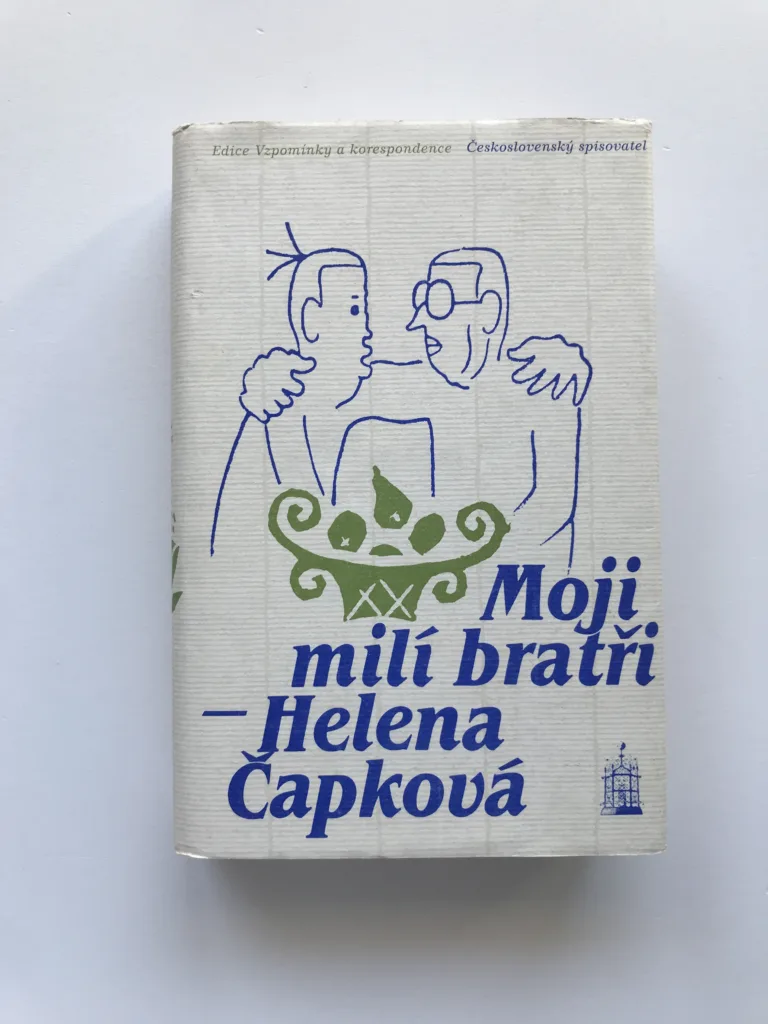 Edice Vzpomínky a korespondence Československý spisovatel
Moji
milí bratři
– Helena
Čapková